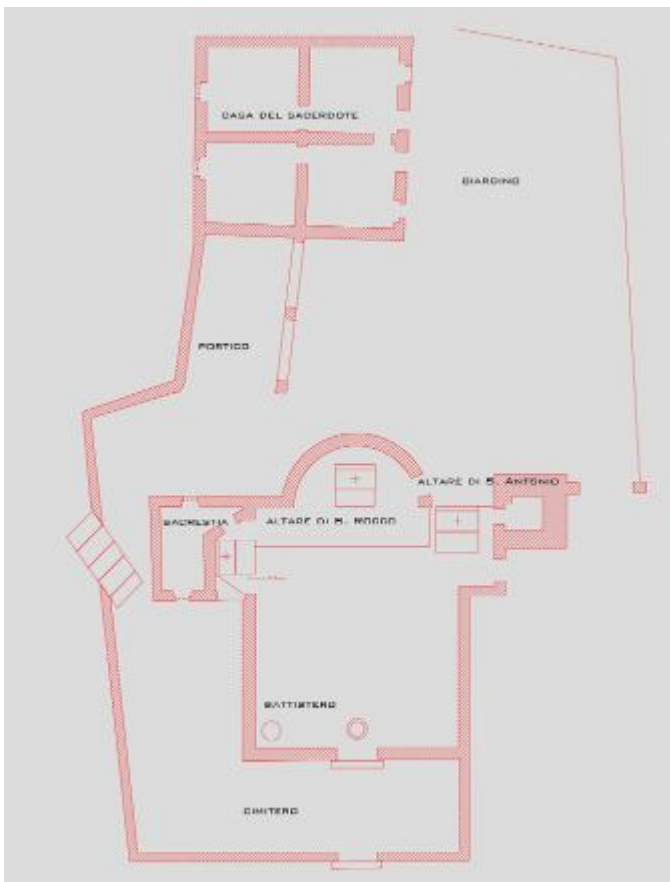 CASA DEL SACERDOTE
GIARDINO
PORTICO
ALTARE DI S. ANTONIO
SACRESTIA
ALTARE DI S. ROCCO
BATTISTERO
CIMITERO